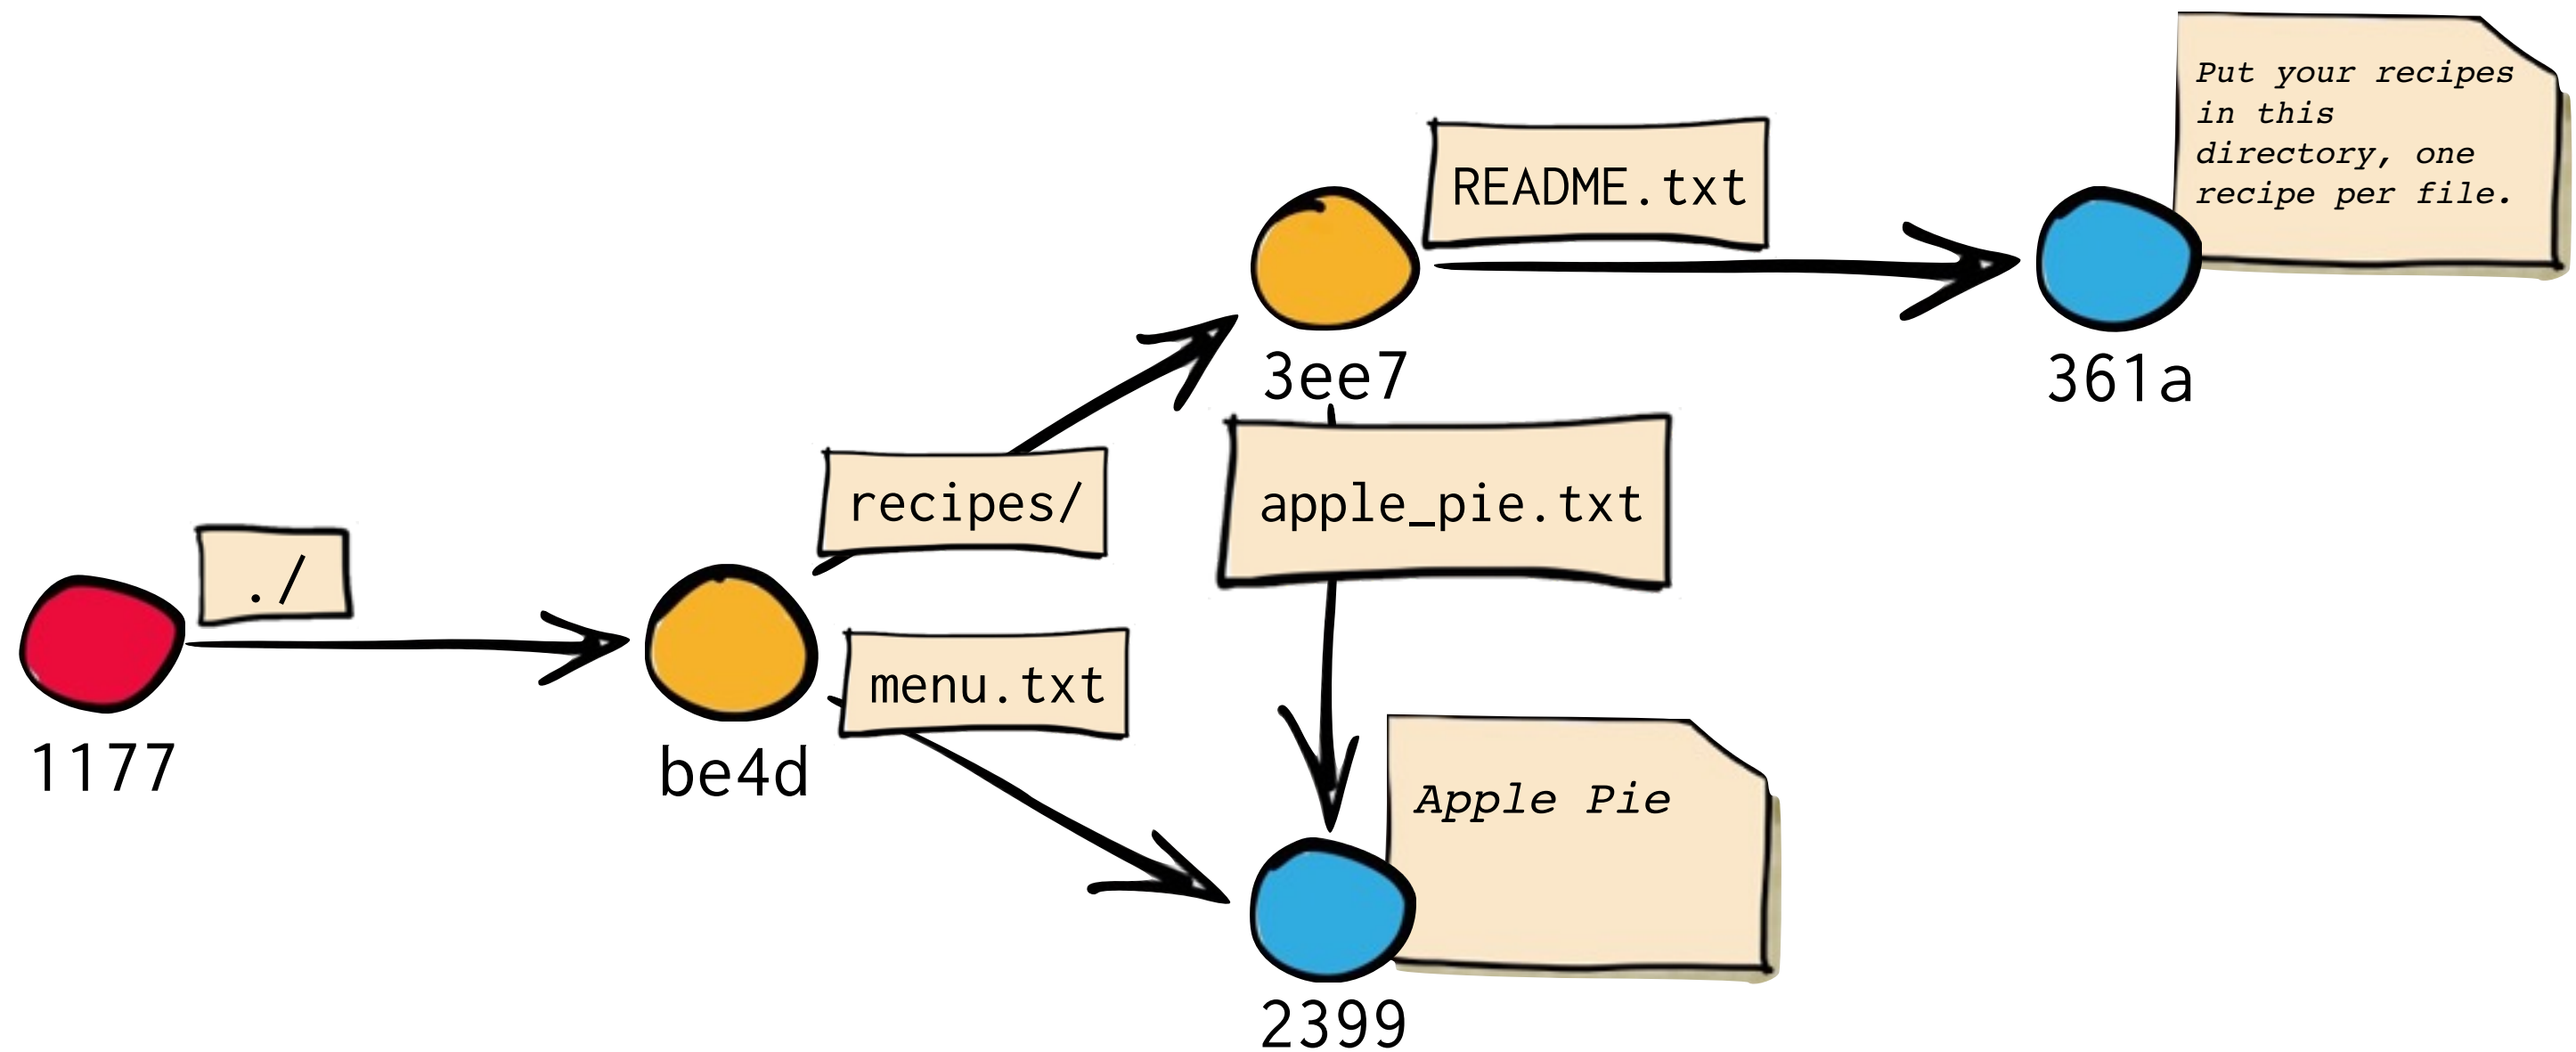 Put your recipes
in this
directory, one
recipe per file.
README.txt
3ee7
361a
recipes/
apple_pie.txt
./
menu.txt
1177
be4d
Apple Pie
2399